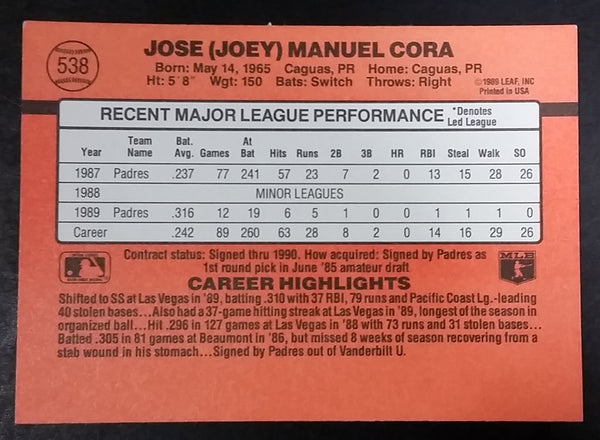 538
JOSE (JOEY) MANUEL CORA
Born: May 14, 1965 Caguas, PR Home: Caguas, PR
Ht: 5'8" Wgt: 150 Bats: Switch Throws: Right
©1989 LEAF, INC
Printed in USA
RECENT MAJOR LEAGUE PERFORMANCE *Denotes Led League
Year Team Name Bat. Avg. Games At Bat Hits Runs 2B 3B HR RBI Steal Walk SO
1987 Padres .237 77 241 57 23 7 2 0 13 15 28 26
1988 MINOR LEAGUES
1989 Padres .316 12 19 6 5 1 0 0 1 1 1 0
Career .242 89 260 63 28 8 2 0 14 16 29 26
Contract status: Signed thru 1990. How acquired: Signed by Padres as
1st round pick in June '85 amateur draft
MLB
CAREER HIGHLIGHTS
Shifted to SS at Las Vegas in '89, batting .310 with 37 RBI, 79 runs and Pacific Coast Lg.-leading
40 stolen bases...Also had a 37-game hitting streak at Las Vegas in '89, longest of the season in
organized ball...Hit .296 in 127 games at Las Vegas in '88 with 73 runs and 31 stolen bases...
Batted .305 in 81 games at Beaumont in '86, but missed 8 weeks of season recovering from a
stab wound in his stomach...Signed by Padres out of Vanderbilt U.